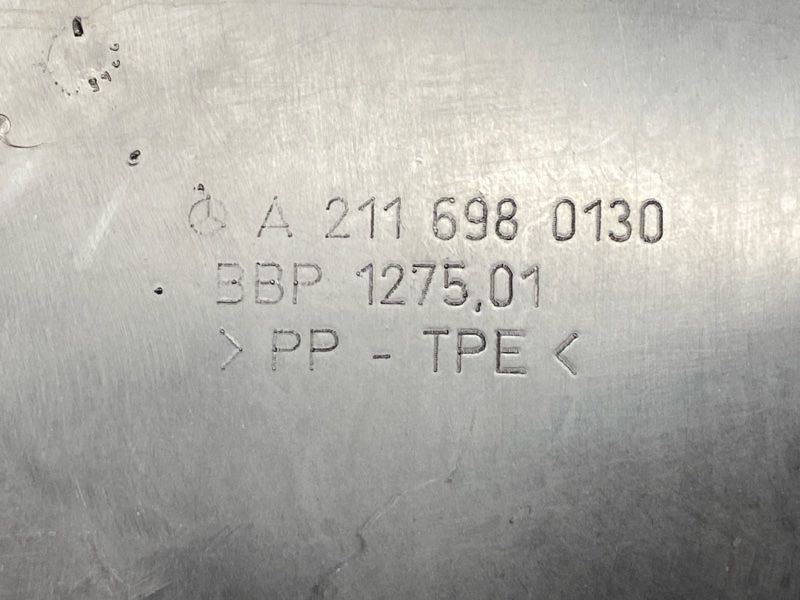 A 211 698 0130
BBP 1275,01
> PP - TPE <